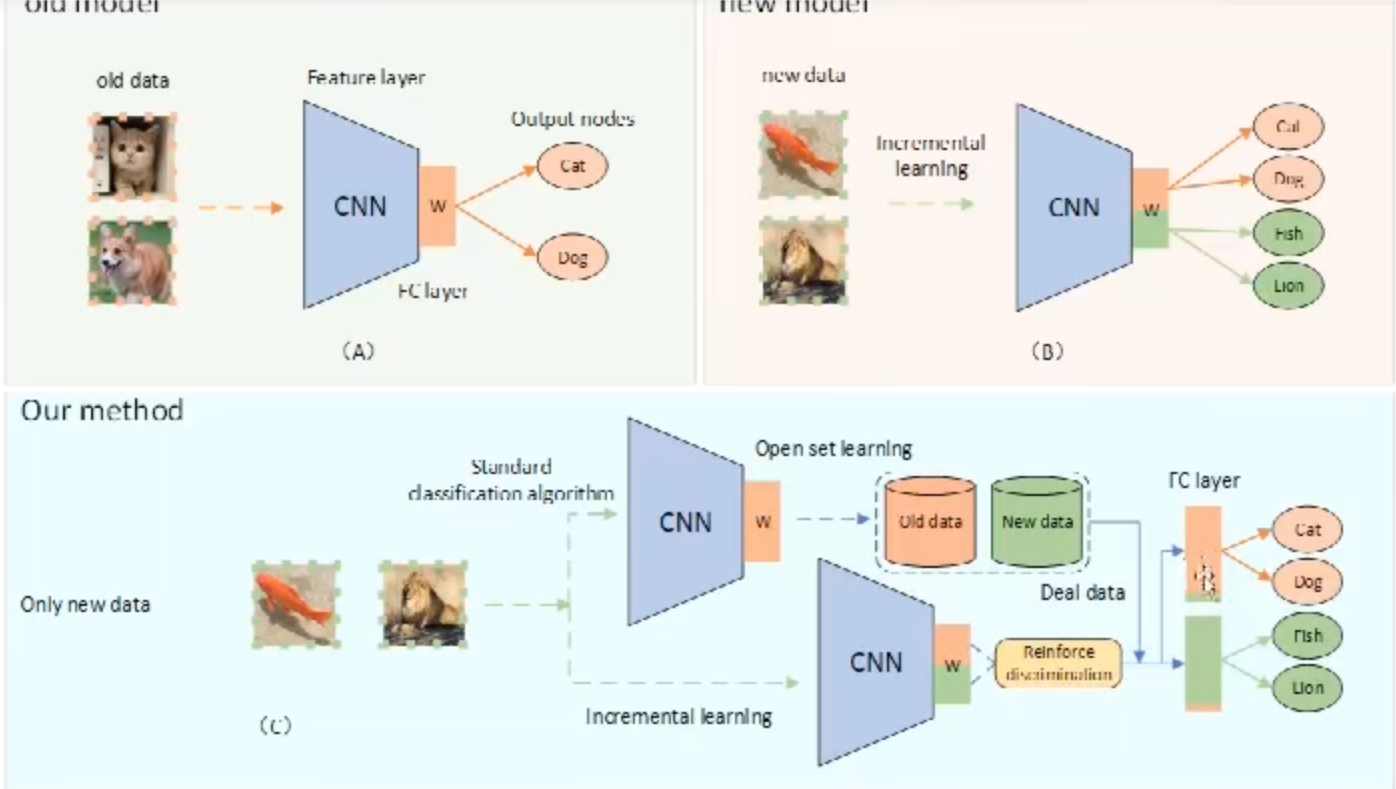 old model
old data
Feature layer
Output nodes
CNN
W
Cat
Dog
FC layer
(A)
new model
new data
Incremental
learning
CNN
W
Cat
Dog
Fish
Lion
(B)
Our method
Only new data
Standard
classification algorithm
Incremental learning
(C)
CNN
W
Open set learning
Old data
New data
Deal data
CNN
W
Reinforce
discrimination
FC layer
Cat
Dog
Fish
Lion